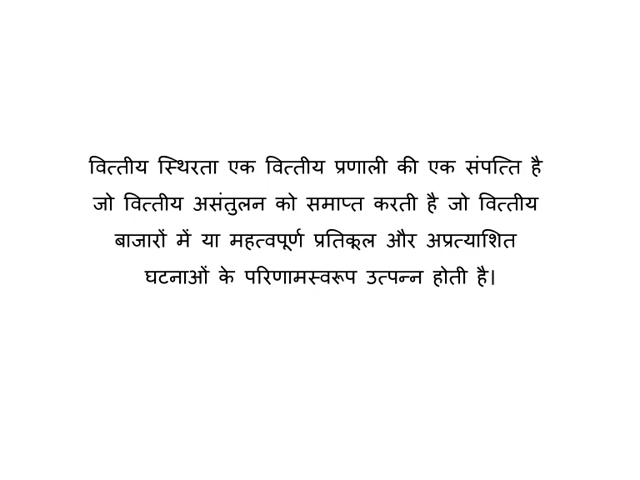 वित्तीय स्थिरता एक वित्तीय प्रणाली की एक संपत्ति है
जो वित्तीय असंतुलन को समाप्त करती है जो वित्तीय
बाजारों में या महत्वपूर्ण प्रतिकूल और अप्रत्याशित
घटनाओं के परिणामस्वरूप उत्पन्न होती है।